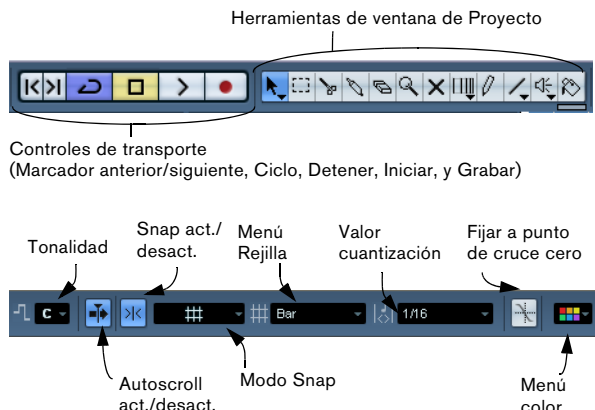 Herramientas de ventana de Proyecto
Controles de transporte
(Marcador anterior/siguiente, Ciclo, Detener, Iniciar, y Grabar)
Tonalidad
Snap act./
desact.
Menú
Rejilla
Valor
cuantización
Fijar a punto
de cruce cero
C
Bar
1/16
Autoscroll
act./desact.
Modo Snap
Menú
color